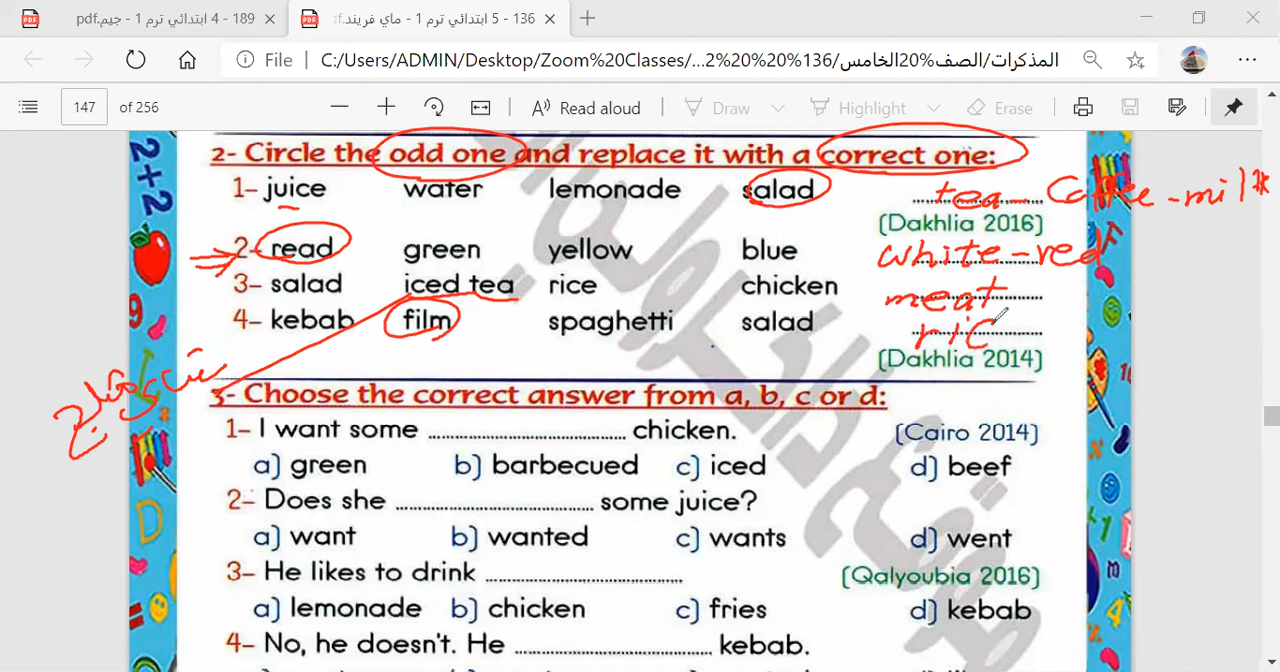 189 - 4 ابتدائي ترم 1 - جيم.pdf
136 - 5 ابتدائي ترم 1 - ماي فريند.
File C:/Users/ADMIN/Desktop/Zoom%20Classes/المذكرات/الصف%20الخامس/136%20%20%202...
147 of 256 Read aloud Draw Highlight Erase
2- Circle the odd one and replace it with a correct one:
1- juice water lemonade salad tea - Coffee - milk
(Dakhlia 2016)
2- read green yellow blue white - red
3- salad iced tea rice chicken meat
4- kebab film spaghetti salad ric
(Dakhlia 2014)
3- Choose the correct answer from a, b, c or d:
1- I want some .......... chicken. (Cairo 2014)
a) green b) barbecued c) iced d) beef
2- Does she .......... some juice?
a) want b) wanted c) wants d) went
3- He likes to drink .......... (Qalyoubia 2016)
a) lemonade b) chicken c) fries d) kebab
4- No, he doesn't. He .......... kebab.